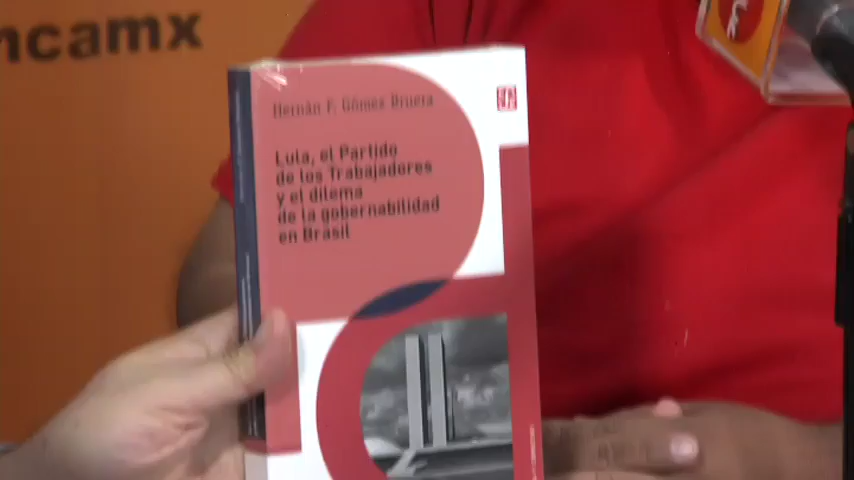 ncamx
Hernán F. Gómez Bruera
Lula, el Partido
de los Trabajadores
y el dilema
de la gobernabilidad
en Brasil